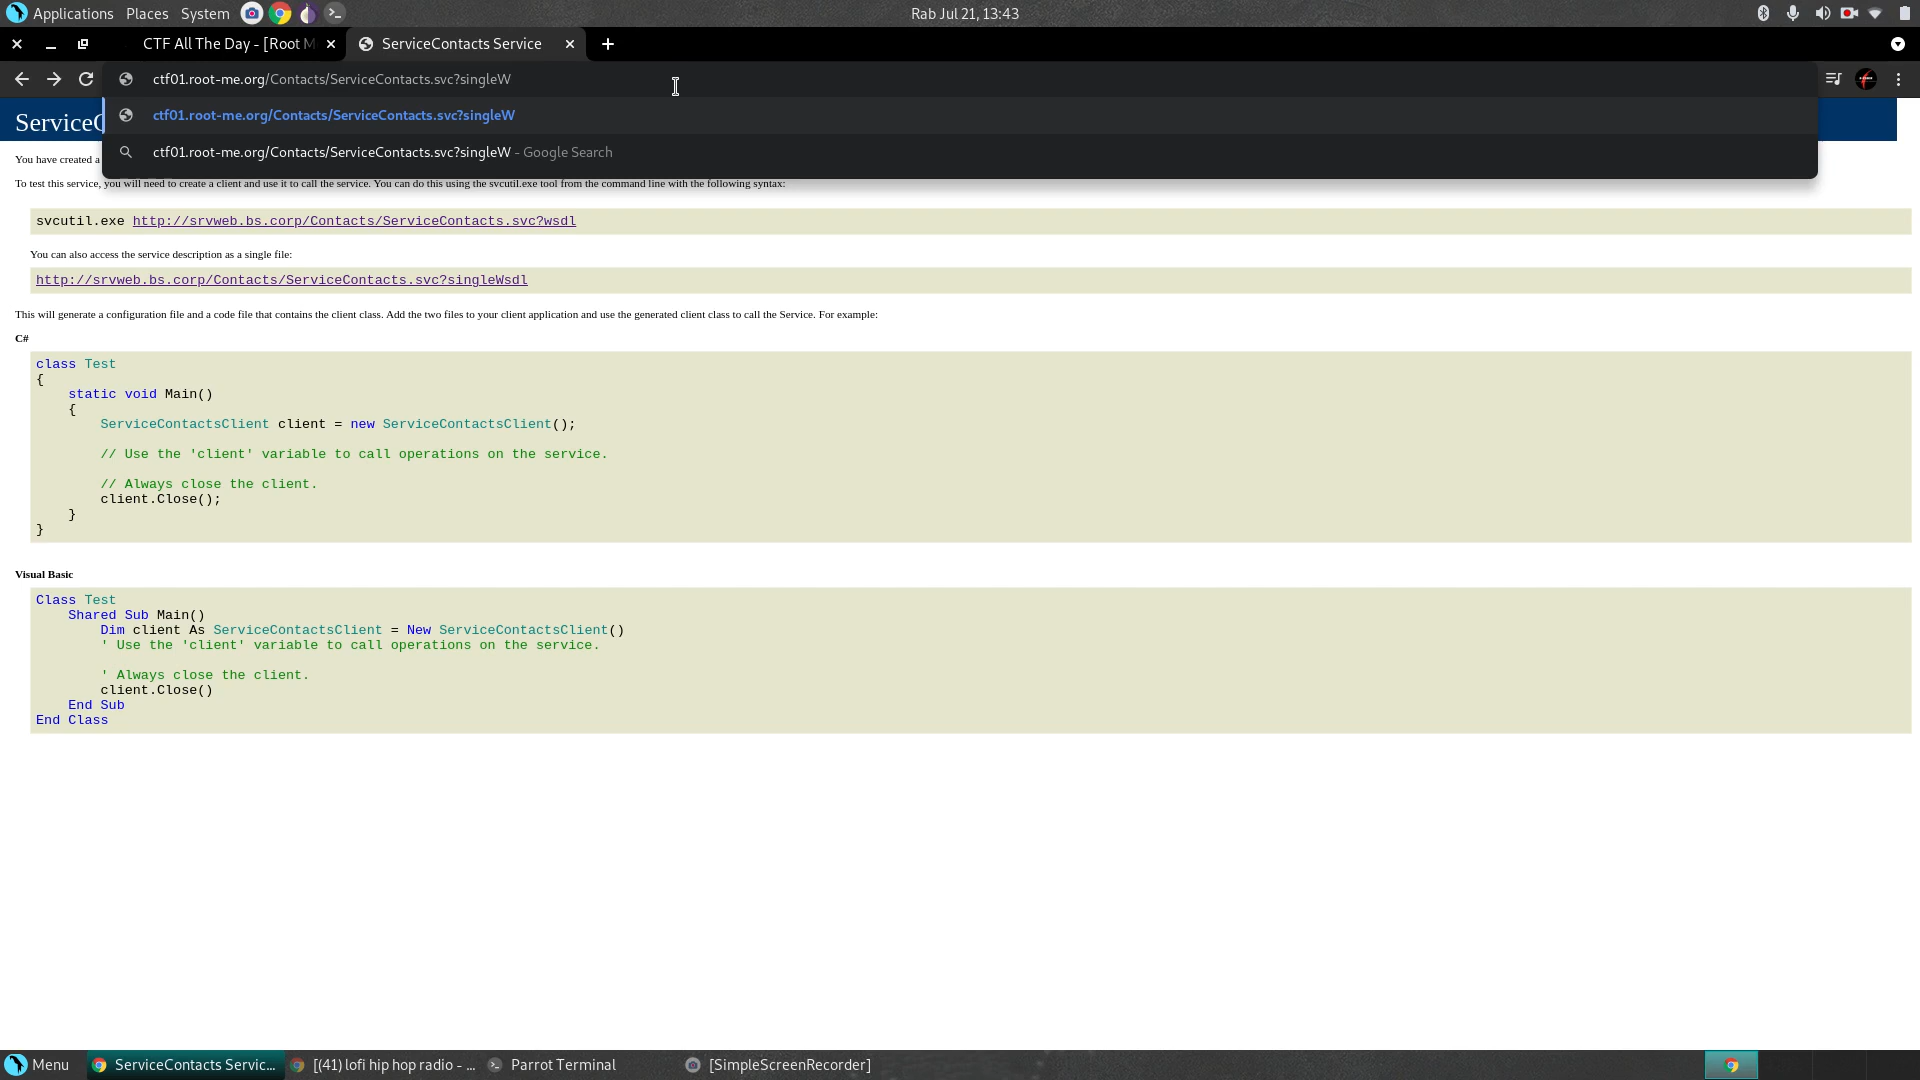 Applications Places System Rab Jul 21, 13:43
CTF All The Day - [Root M ServiceContacts Service
ctf01.root-me.org/Contacts/ServiceContacts.svc?singleW
ctf01.root-me.org/Contacts/ServiceContacts.svc?singleW
ctf01.root-me.org/Contacts/ServiceContacts.svc?singleW - Google Search
You have created a
To test this service, you will need to create a client and use it to call the service. You can do this using the svcutil.exe tool from the command line with the following syntax:
svcutil.exe http://srvweb.bs.corp/Contacts/ServiceContacts.svc?wsdl
You can also access the service description as a single file:
http://srvweb.bs.corp/Contacts/ServiceContacts.svc?singleWsdl
This will generate a configuration file and a code file that contains the client class. Add the two files to your client application and use the generated client class to call the Service. For example:
C#
class Test
{
static void Main()
{
ServiceContactsClient client = new ServiceContactsClient();
// Use the 'client' variable to call operations on the service.
// Always close the client.
client.Close();
}
}
Visual Basic
Class Test
Shared Sub Main()
Dim client As ServiceContactsClient = New ServiceContactsClient()
' Use the 'client' variable to call operations on the service.
' Always close the client.
client.Close()
End Sub
End Class
Menu ServiceContacts Servic... [(41) lofi hip hop radio - ... Parrot Terminal [SimpleScreenRecorder]